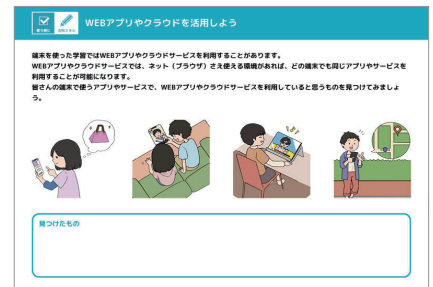 WEBアプリやクラウドを活用しよう
端末を使った学習ではWEBアプリやクラウドサービスを利用することがあります。
WEBアプリやクラウドサービスでは、ネット（ブラウザ）さえ使える環境があれば、どの端末でも同じアプリやサービスを
利用することが可能になります。
皆さんの端末で使うアプリやサービスで、WEBアプリやクラウドサービスを利用していると思うものを見つけてみましょ
う。
見つけたもの